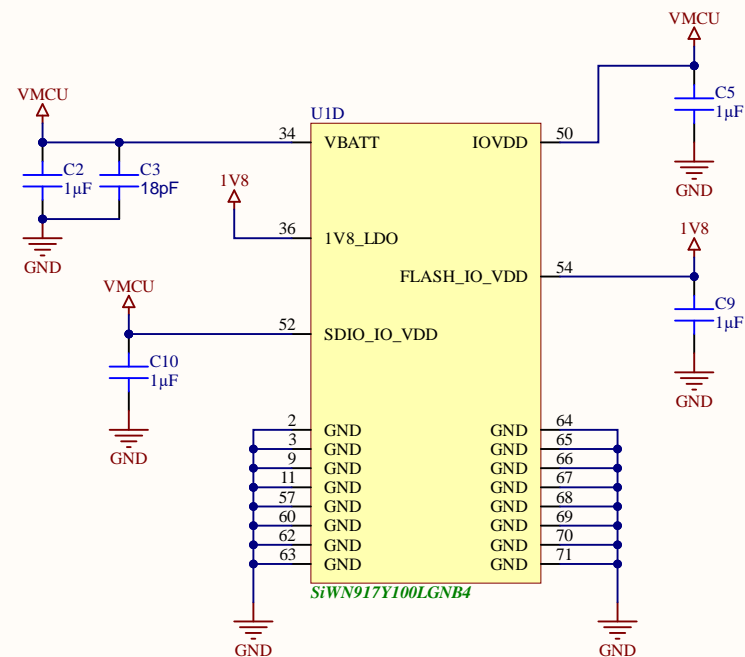 VMCU
C5
1µF
GND
VMCU
C2
1µF
C3
18pF
GND
U1D
34 VBATT
IOVDD 50
1V8
36 1V8_LDO
1V8
FLASH_IO_VDD 54
C9
1µF
GND
VMCU
52 SDIO_IO_VDD
C10
1µF
GND
2 GND GND 64
3 GND GND 65
9 GND GND 66
11 GND GND 67
57 GND GND 68
60 GND GND 69
62 GND GND 70
63 GND GND 71
SiWN917Y100LGNB4
GND
GND